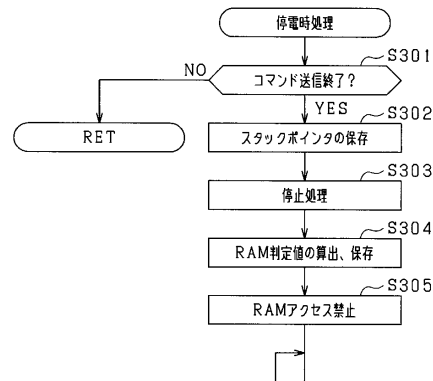 停電時処理
S301
NO
コマンド送信終了?
YES
S302
RET
スタックポインタの保存
S303
停止処理
S304
RAM判定値の算出、保存
S305
RAMアクセス禁止